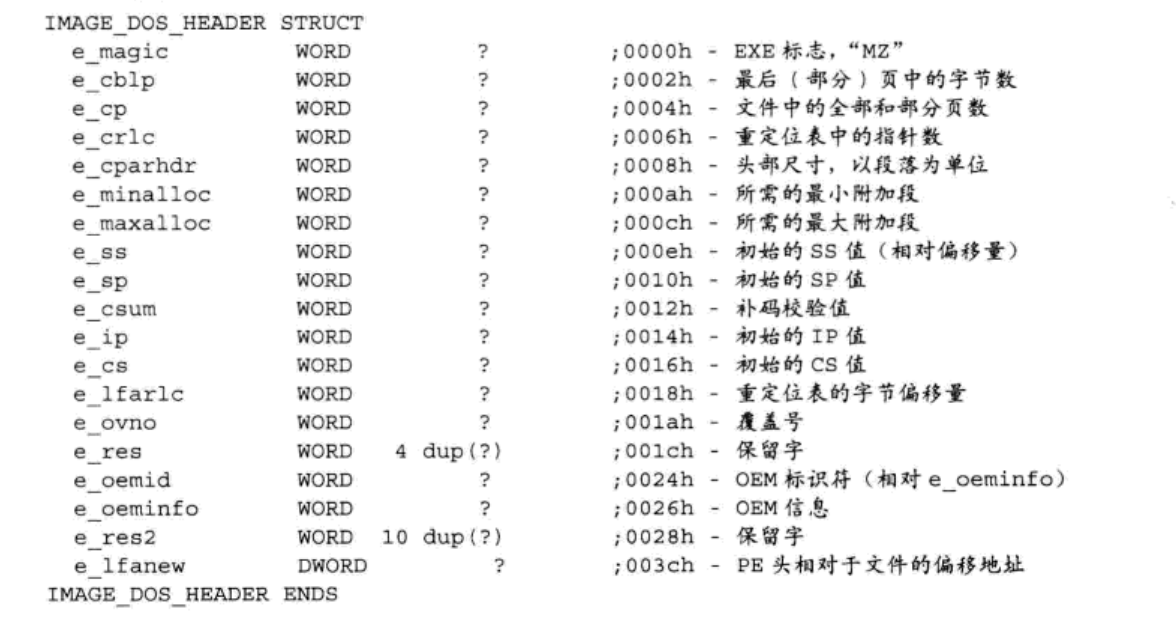 IMAGE_DOS_HEADER STRUCT
e_magic WORD ? ;0000h - EXE 标志，“MZ”
e_cblp WORD ? ;0002h - 最后（部分）页中的字节数
e_cp WORD ? ;0004h - 文件中的全部和部分页数
e_crlc WORD ? ;0006h - 重定位表中的指针数
e_cparhdr WORD ? ;0008h - 头部尺寸，以段落为单位
e_minalloc WORD ? ;000ah - 所需的最小附加段
e_maxalloc WORD ? ;000ch - 所需的最大附加段
e_ss WORD ? ;000eh - 初始的 SS 值（相对偏移量）
e_sp WORD ? ;0010h - 初始的 SP 值
e_csum WORD ? ;0012h - 补码校验值
e_ip WORD ? ;0014h - 初始的 IP 值
e_cs WORD ? ;0016h - 初始的 CS 值
e_lfarlc WORD ? ;0018h - 重定位表的字节偏移量
e_ovno WORD ? ;001ah - 覆盖号
e_res WORD 4 dup(?) ;001ch - 保留字
e_oemid WORD ? ;0024h - OEM 标识符（相对 e_oeminfo）
e_oeminfo WORD ? ;0026h - OEM 信息
e_res2 WORD 10 dup(?) ;0028h - 保留字
e_lfanew DWORD ? ;003ch - PE 头相对于文件的偏移地址
IMAGE_DOS_HEADER ENDS